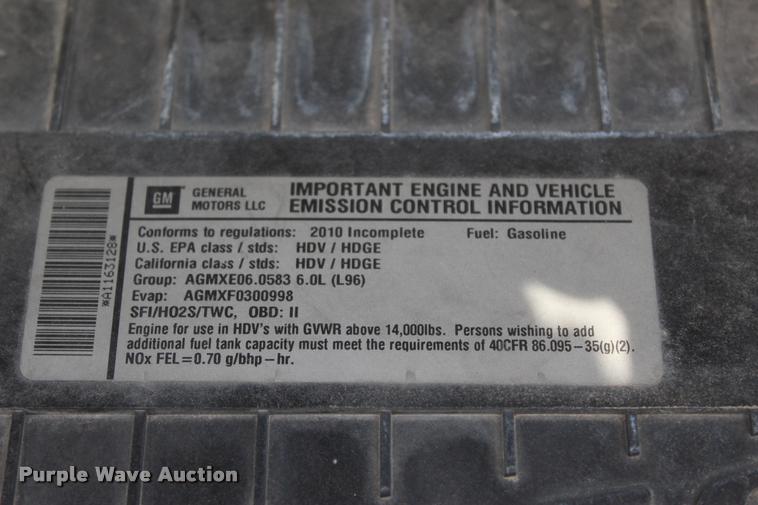 GM GENERAL MOTORS LLC
IMPORTANT ENGINE AND VEHICLE
EMISSION CONTROL INFORMATION
Conforms to regulations: 2010 Incomplete Fuel: Gasoline
U.S. EPA class / stds: HDV / HDGE
California class / stds: HDV / HDGE
Group: AGMXE06.0583 6.0L (L96)
Evap: AGMXF0300998
SFI/HO2S/TWC, OBD: II
Engine for use in HDV's with GVWR above 14,000lbs. Persons wishing to add
additional fuel tank capacity must meet the requirements of 40CFR 86.095-35(g)(2).
NOx FEL=0.70 g/bhp-hr.
*A1163128*
Purple Wave Auction